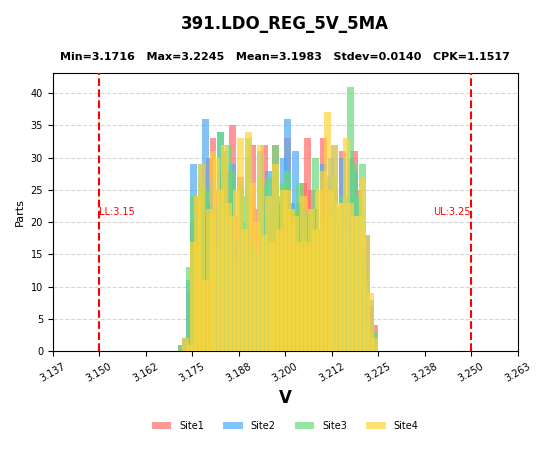 391.LDO_REG_5V_5MA
Min=3.1716 Max=3.2245 Mean=3.1983 Stdev=0.0140 CPK=1.1517
40
35
30
25
20
15
10
5
0
Parts
LL:3.15
UL:3.25
3.137 3.150 3.162 3.175 3.188 3.200 3.212 3.225 3.238 3.250 3.263
V
Site1 Site2 Site3 Site4